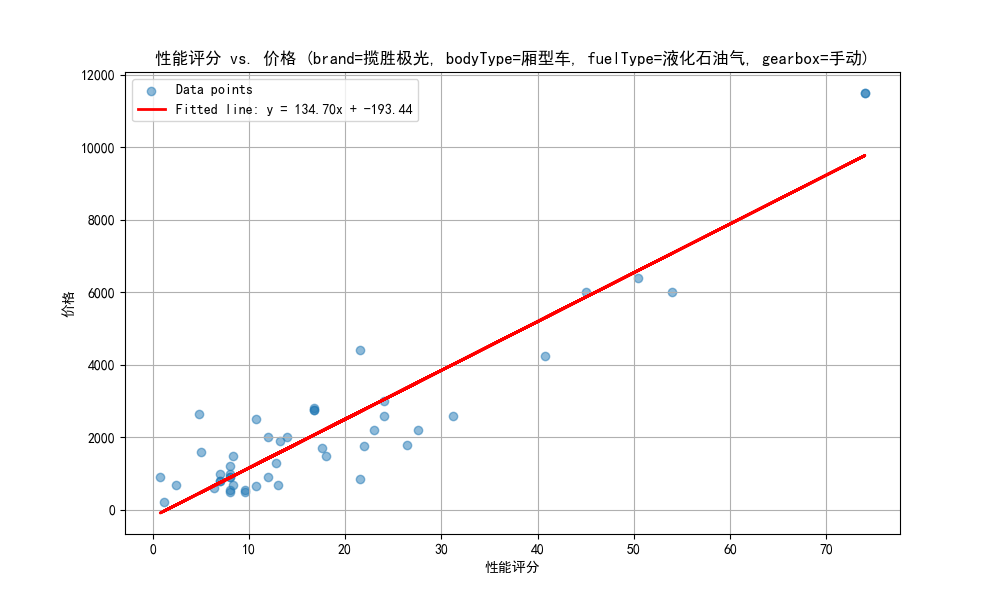 性能评分 vs. 价格 (brand=揽胜极光, bodyType=厢型车, fuelType=液化石油气, gearbox=手动)
Data points
Fitted line: y = 134.70x + -193.44
12000
10000
8000
6000
4000
2000
0
价格
0 10 20 30 40 50 60 70
性能评分